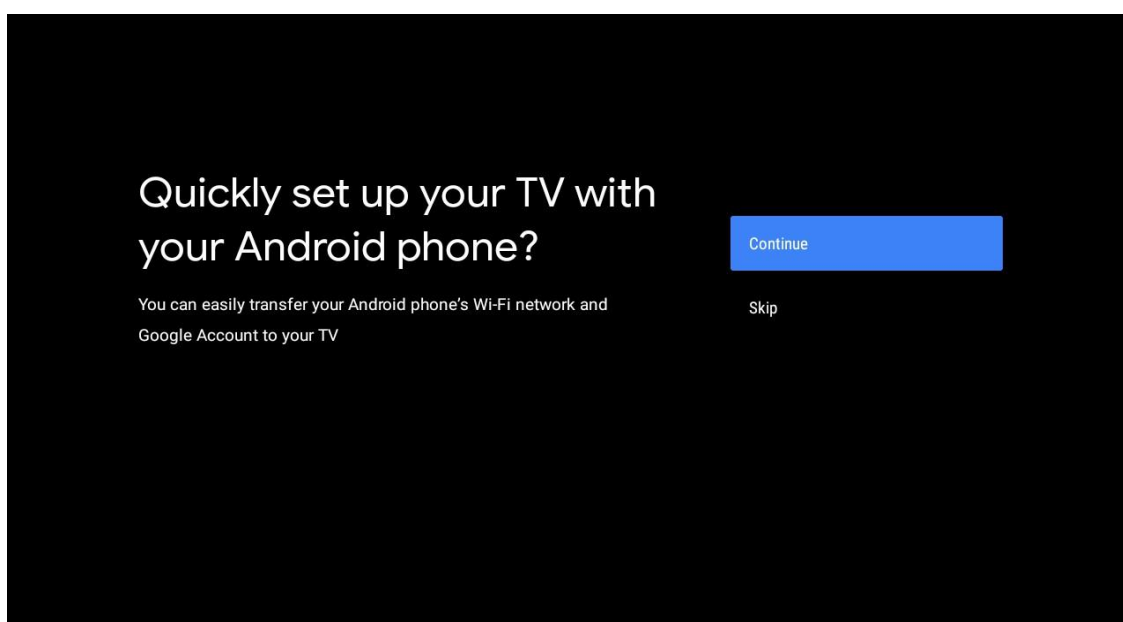 Quickly set up your TV with
your Android phone?
You can easily transfer your Android phone's Wi-Fi network and
Google Account to your TV
Continue
Skip